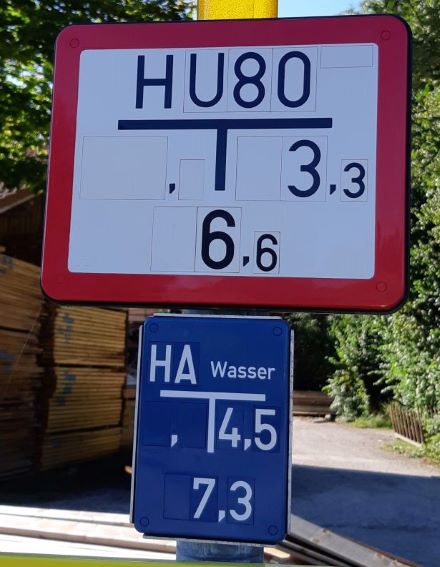 HU80
, 3,3
6,6
HA Wasser
, 4,5
7,3